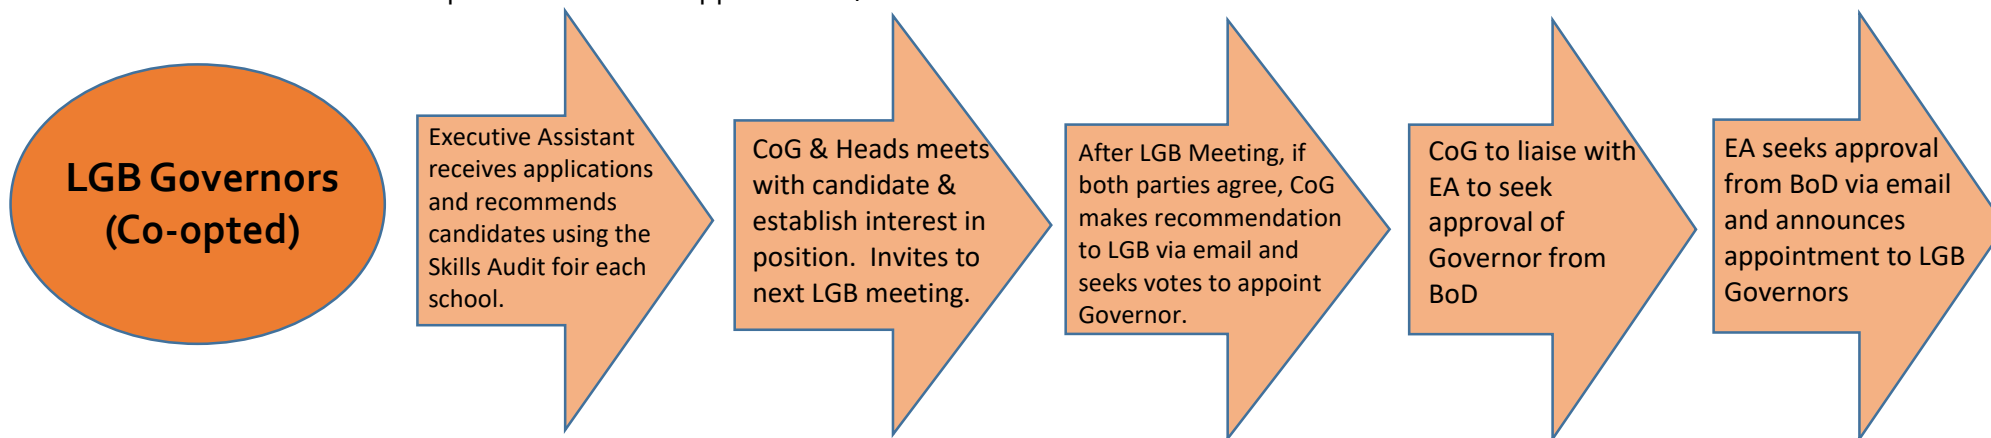 LGB Governors
(Co-opted)
Executive Assistant
receives applications
and recommends
candidates using the
Skills Audit foir each
school.
CoG & Heads meets
with candidate &
establish interest in
position.  Invites to
next LGB meeting.
After LGB Meeting, if
both parties agree, CoG
makes recommendation
to LGB via email and
seeks votes to appoint
Governor.
CoG to liaise with
EA to seek
approval of
Governor from
BoD
EA seeks approval
from BoD via email
and announces
appointment to LGB
Governors